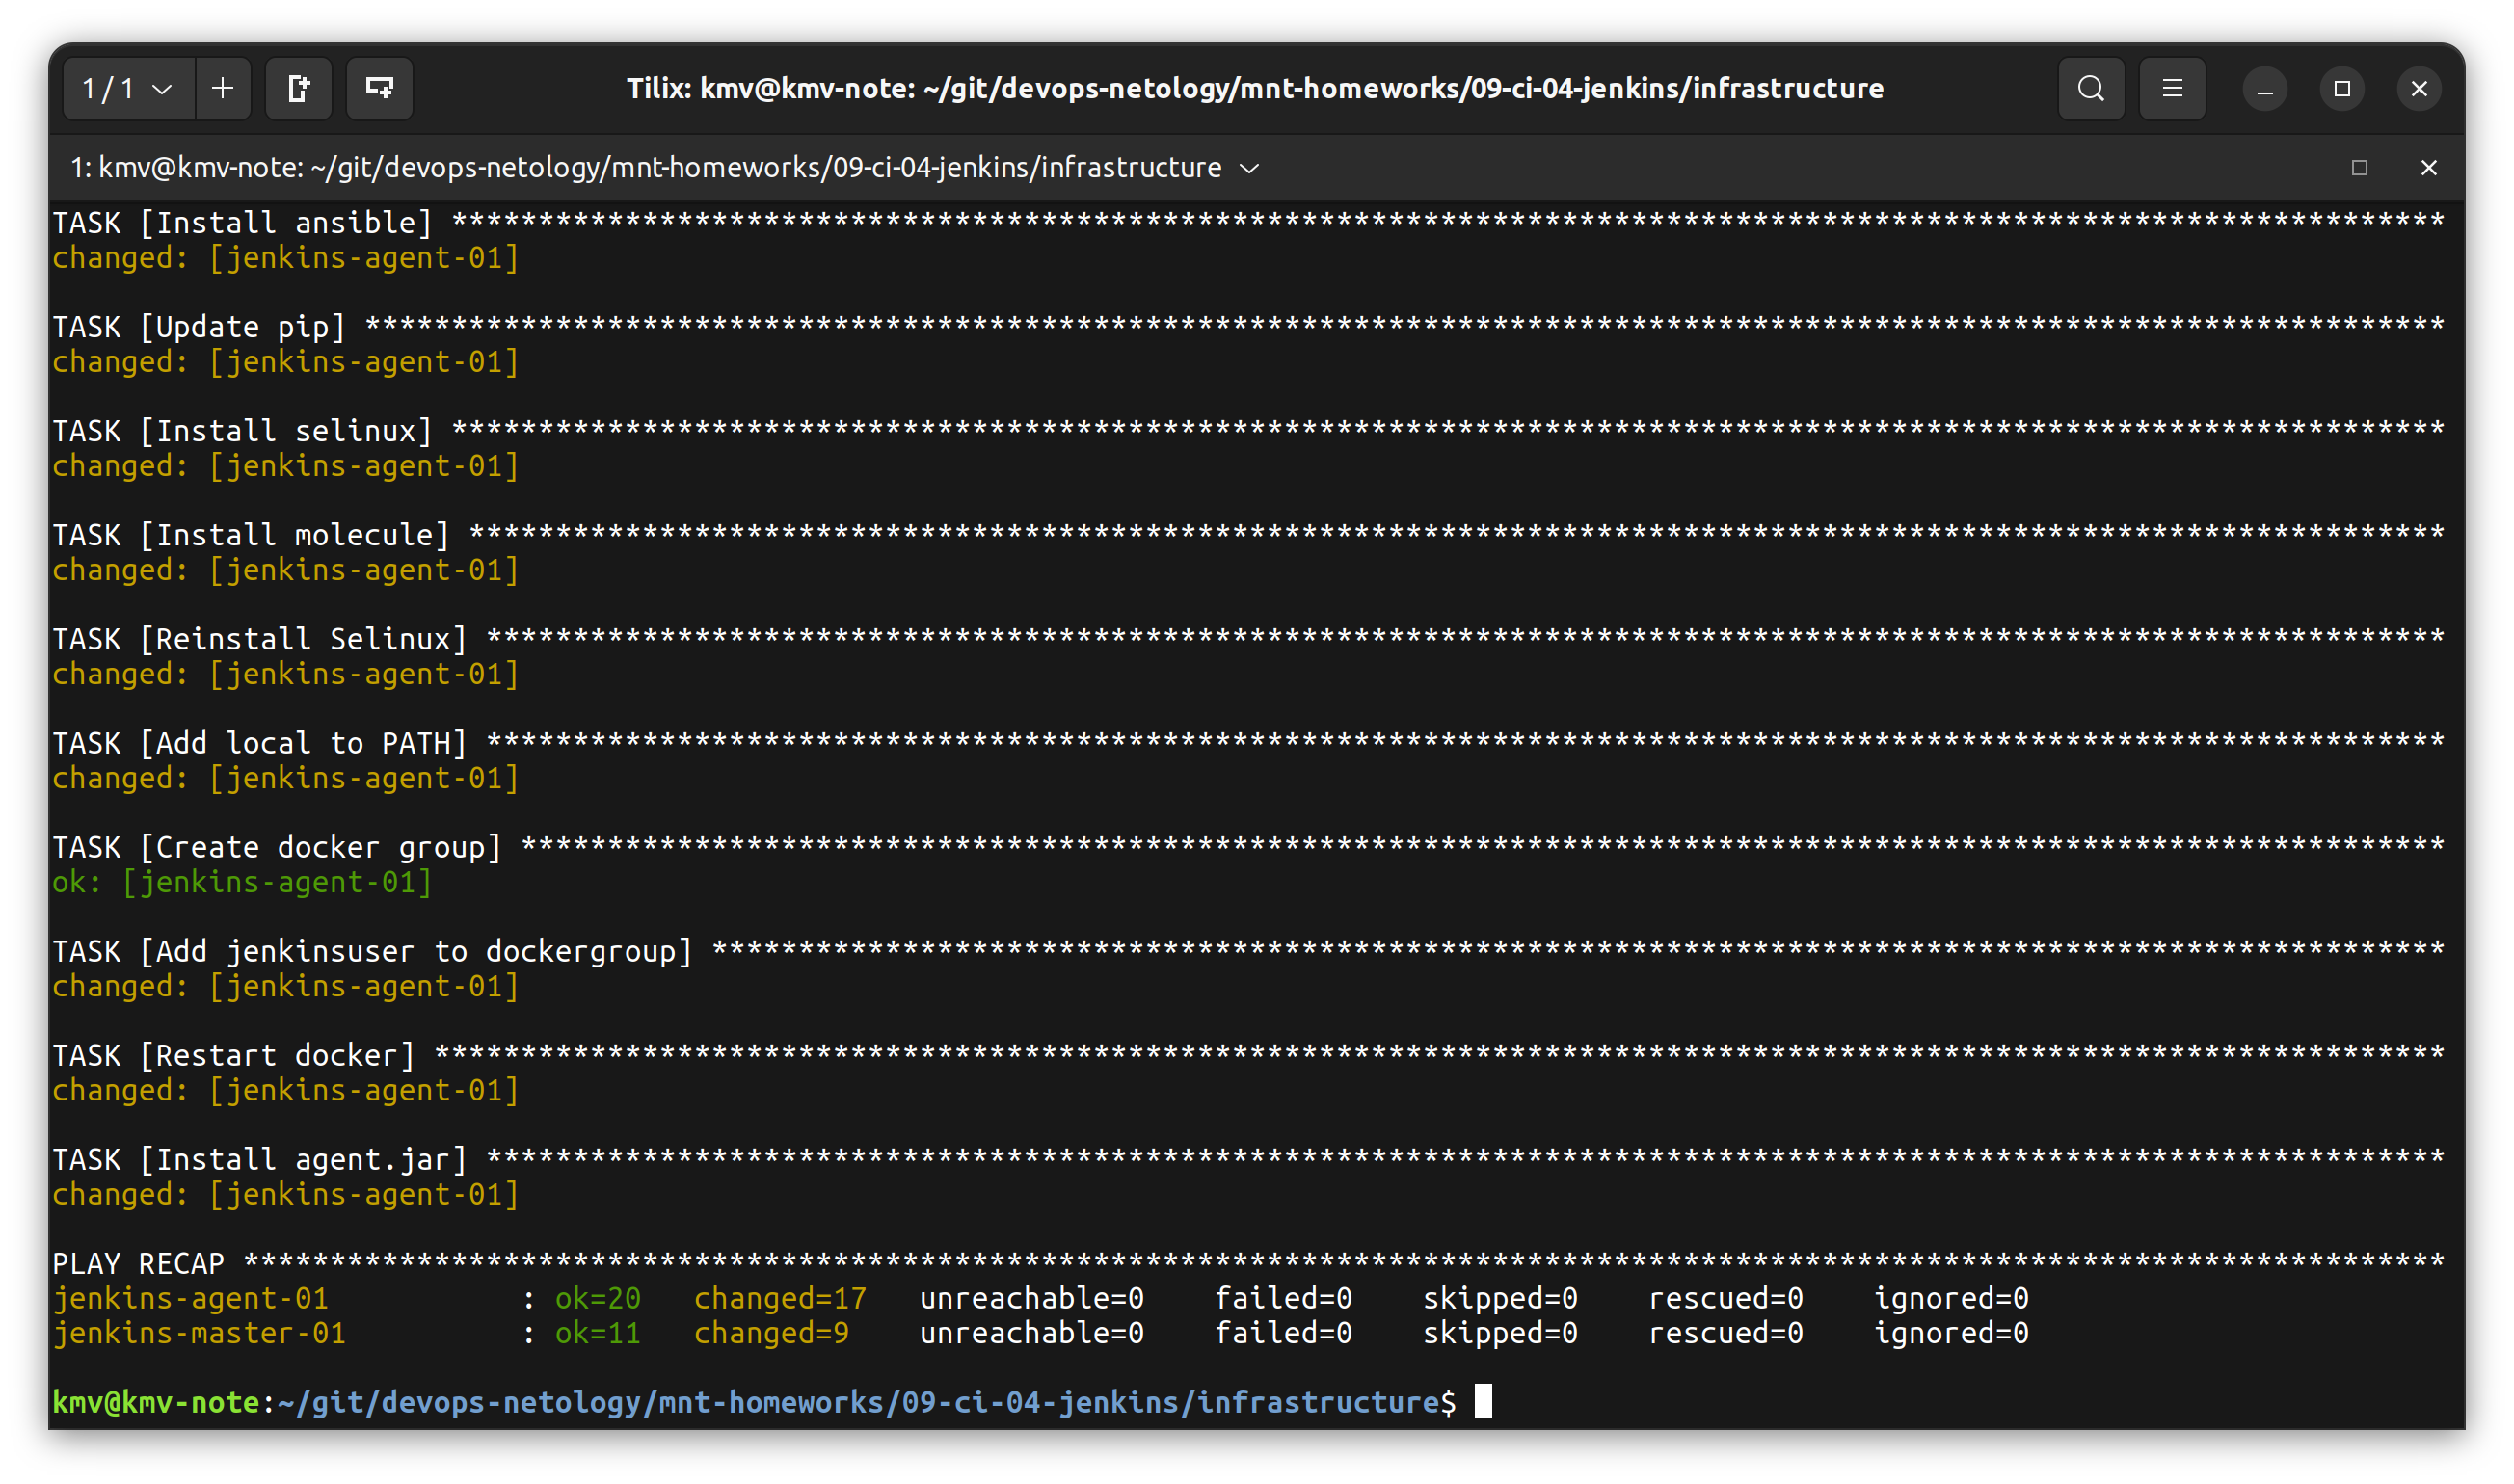 1 / 1
Tilix: kmv@kmv-note: ~/git/devops-netology/mnt-homeworks/09-ci-04-jenkins/infrastructure
1: kmv@kmv-note: ~/git/devops-netology/mnt-homeworks/09-ci-04-jenkins/infrastructure
TASK [Install ansible] *******************************************************************************************************************
changed: [jenkins-agent-01]
TASK [Update pip] ************************************************************************************************************************
changed: [jenkins-agent-01]
TASK [Install selinux] *******************************************************************************************************************
changed: [jenkins-agent-01]
TASK [Install molecule] ******************************************************************************************************************
changed: [jenkins-agent-01]
TASK [Reinstall Selinux] *****************************************************************************************************************
changed: [jenkins-agent-01]
TASK [Add local to PATH] *****************************************************************************************************************
changed: [jenkins-agent-01]
TASK [Create docker group] ***************************************************************************************************************
ok: [jenkins-agent-01]
TASK [Add jenkinsuser to dockergroup] ****************************************************************************************************
changed: [jenkins-agent-01]
TASK [Restart docker] ********************************************************************************************************************
changed: [jenkins-agent-01]
TASK [Install agent.jar] *****************************************************************************************************************
changed: [jenkins-agent-01]
PLAY RECAP *******************************************************************************************************************************
jenkins-agent-01           : ok=20   changed=17   unreachable=0    failed=0    skipped=0    rescued=0    ignored=0
jenkins-master-01          : ok=11   changed=9    unreachable=0    failed=0    skipped=0    rescued=0    ignored=0
kmv@kmv-note:~/git/devops-netology/mnt-homeworks/09-ci-04-jenkins/infrastructure$